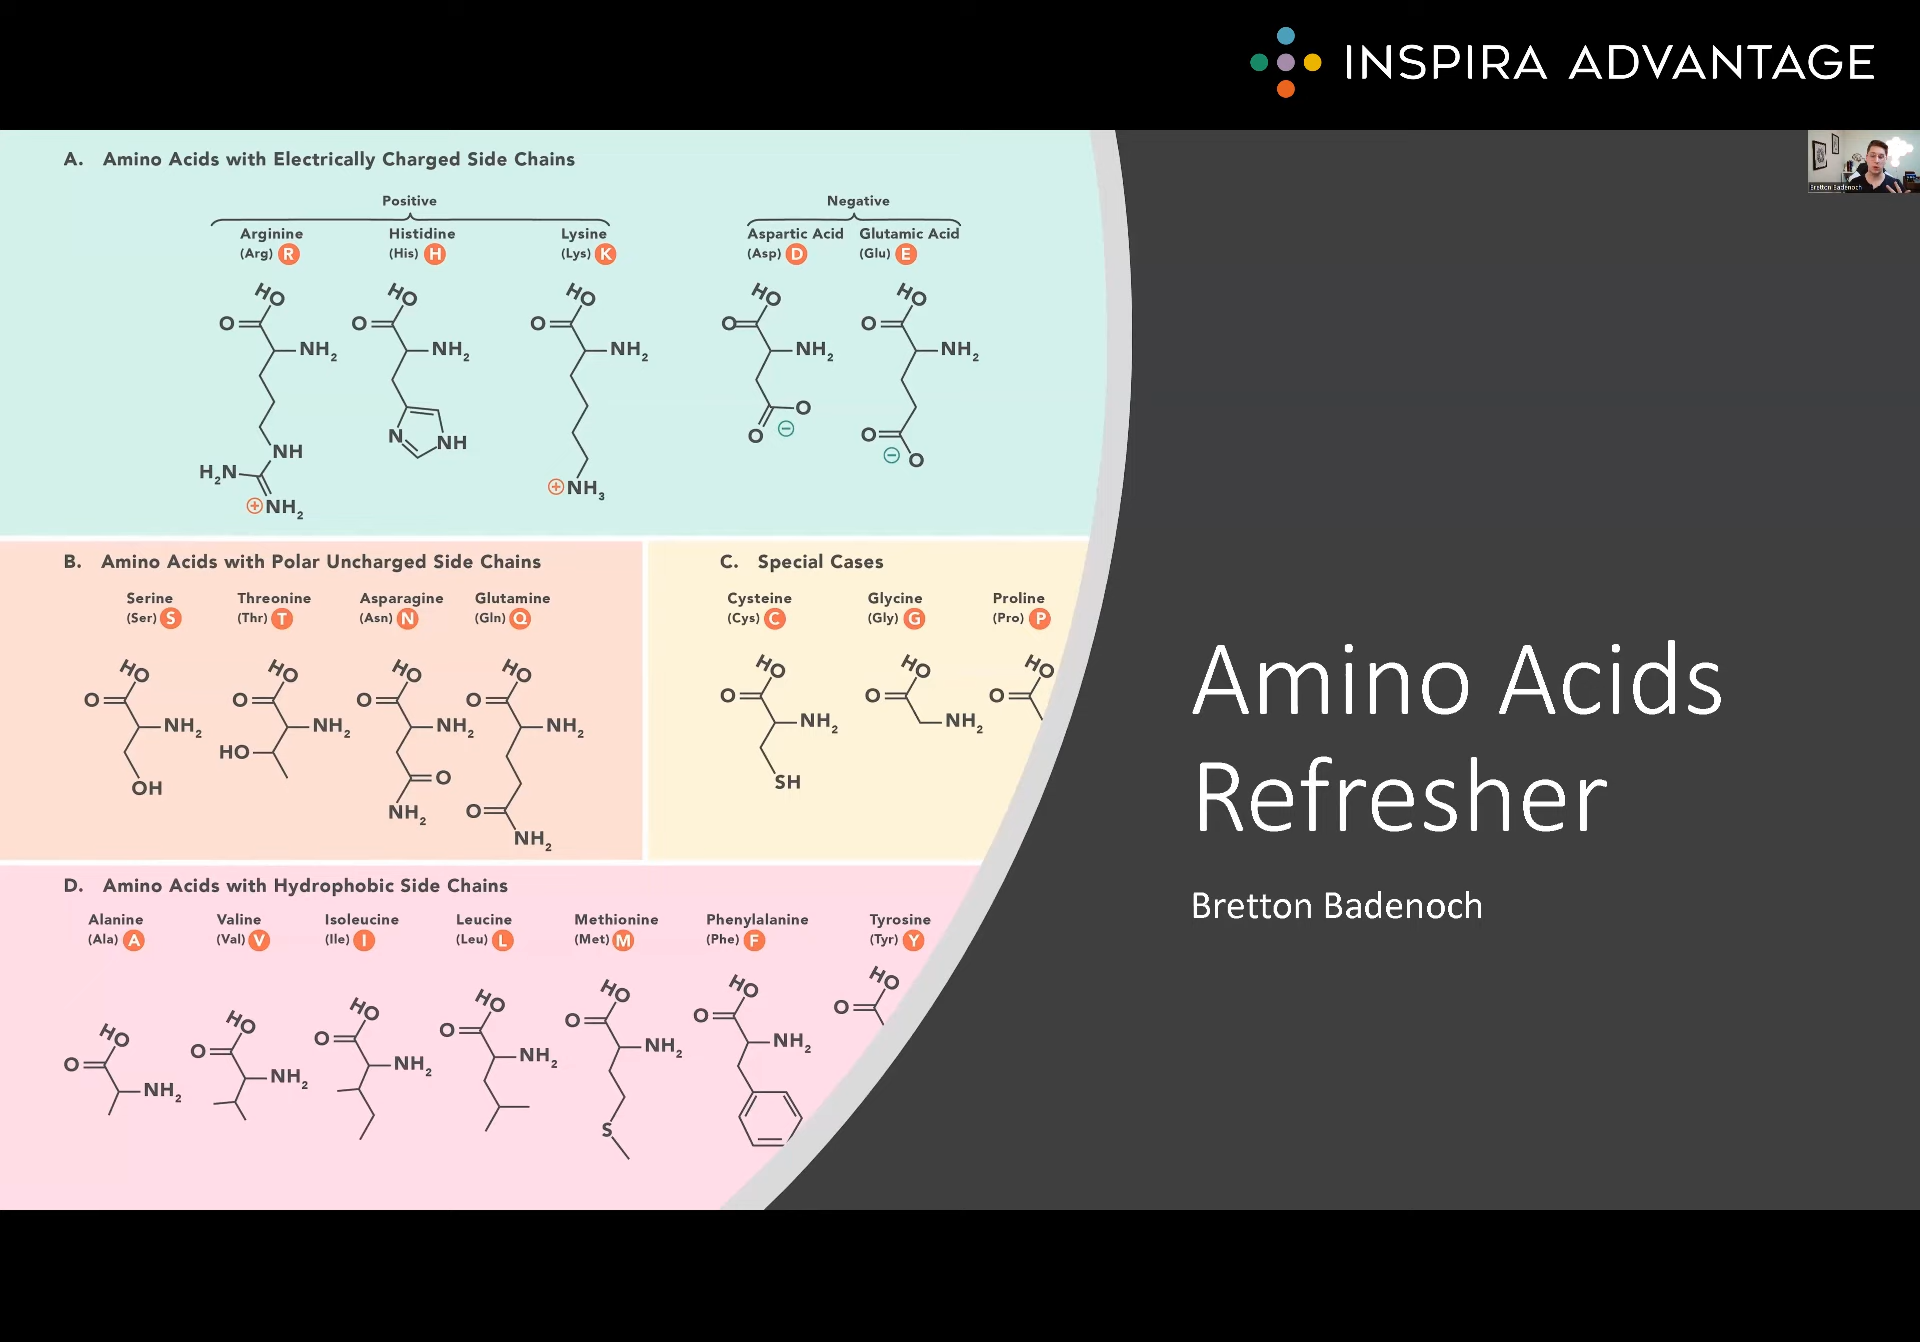 INSPIRA ADVANTAGE
Bretton Badenoch
A. Amino Acids with Electrically Charged Side Chains
Positive
Negative
Arginine
(Arg) R
Histidine
(His) H
Lysine
(Lys) K
Aspartic Acid
(Asp) D
Glutamic Acid
(Glu) E
HO
O
NH2
NH
H2N
+NH2
HO
O
NH2
N
NH
HO
O
NH2
+NH3
HO
O
NH2
O
O
−
HO
O
NH2
O
−
O
B. Amino Acids with Polar Uncharged Side Chains
Serine
(Ser) S
Threonine
(Thr) T
Asparagine
(Asn) N
Glutamine
(Gln) Q
HO
O
NH2
OH
HO
O
NH2
HO
HO
O
NH2
O
NH2
HO
O
NH2
O
NH2
C. Special Cases
Cysteine
(Cys) C
Glycine
(Gly) G
Proline
(Pro) P
HO
O
NH2
SH
HO
O
NH2
HO
O
D. Amino Acids with Hydrophobic Side Chains
Alanine
(Ala) A
Valine
(Val) V
Isoleucine
(Ile) I
Leucine
(Leu) L
Methionine
(Met) M
Phenylalanine
(Phe) F
Tyrosine
(Tyr) Y
HO
O
NH2
HO
O
NH2
HO
O
NH2
HO
O
NH2
HO
O
NH2
S
HO
O
NH2
HO
O
Amino Acids
Refresher
Bretton Badenoch